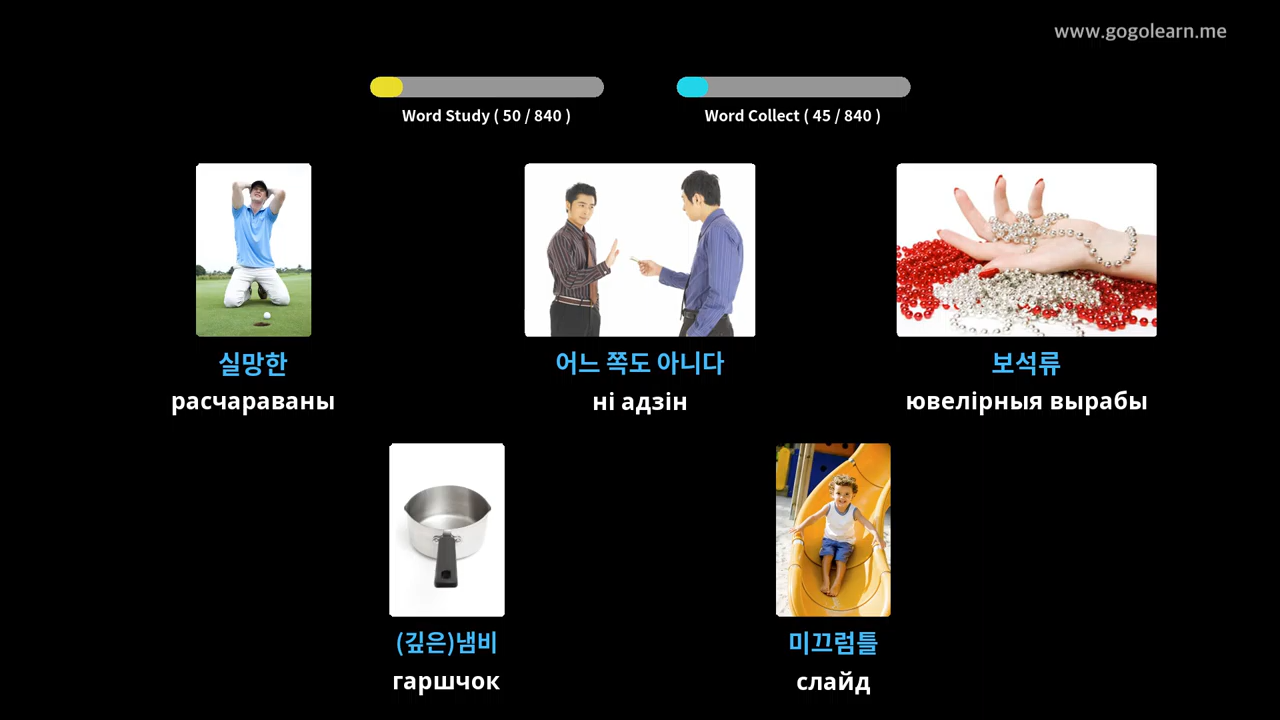 www.gogolearn.me
Word Study ( 50 / 840 )
Word Collect ( 45 / 840 )
실망한
어느 쪽도 아니다
보석류
расчараваны
ні адзін
ювелірныя вырабы
(깊은)냄비
미끄럼틀
гаршчок
слайд